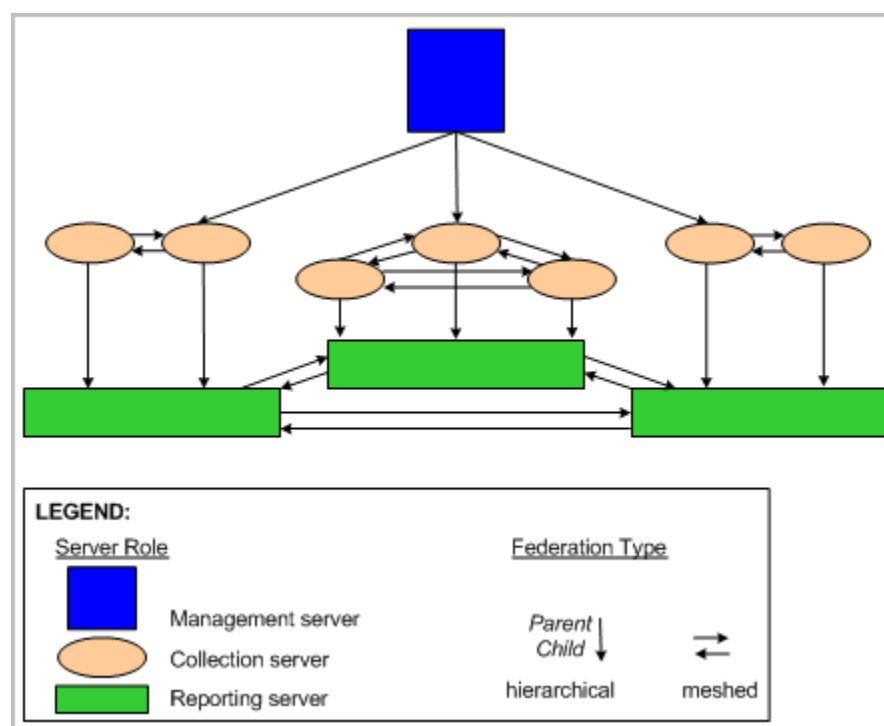 LEGEND:
Server Role
Federation Type
Management server
Collection server
Reporting server
Parent
Child
hierarchical
meshed